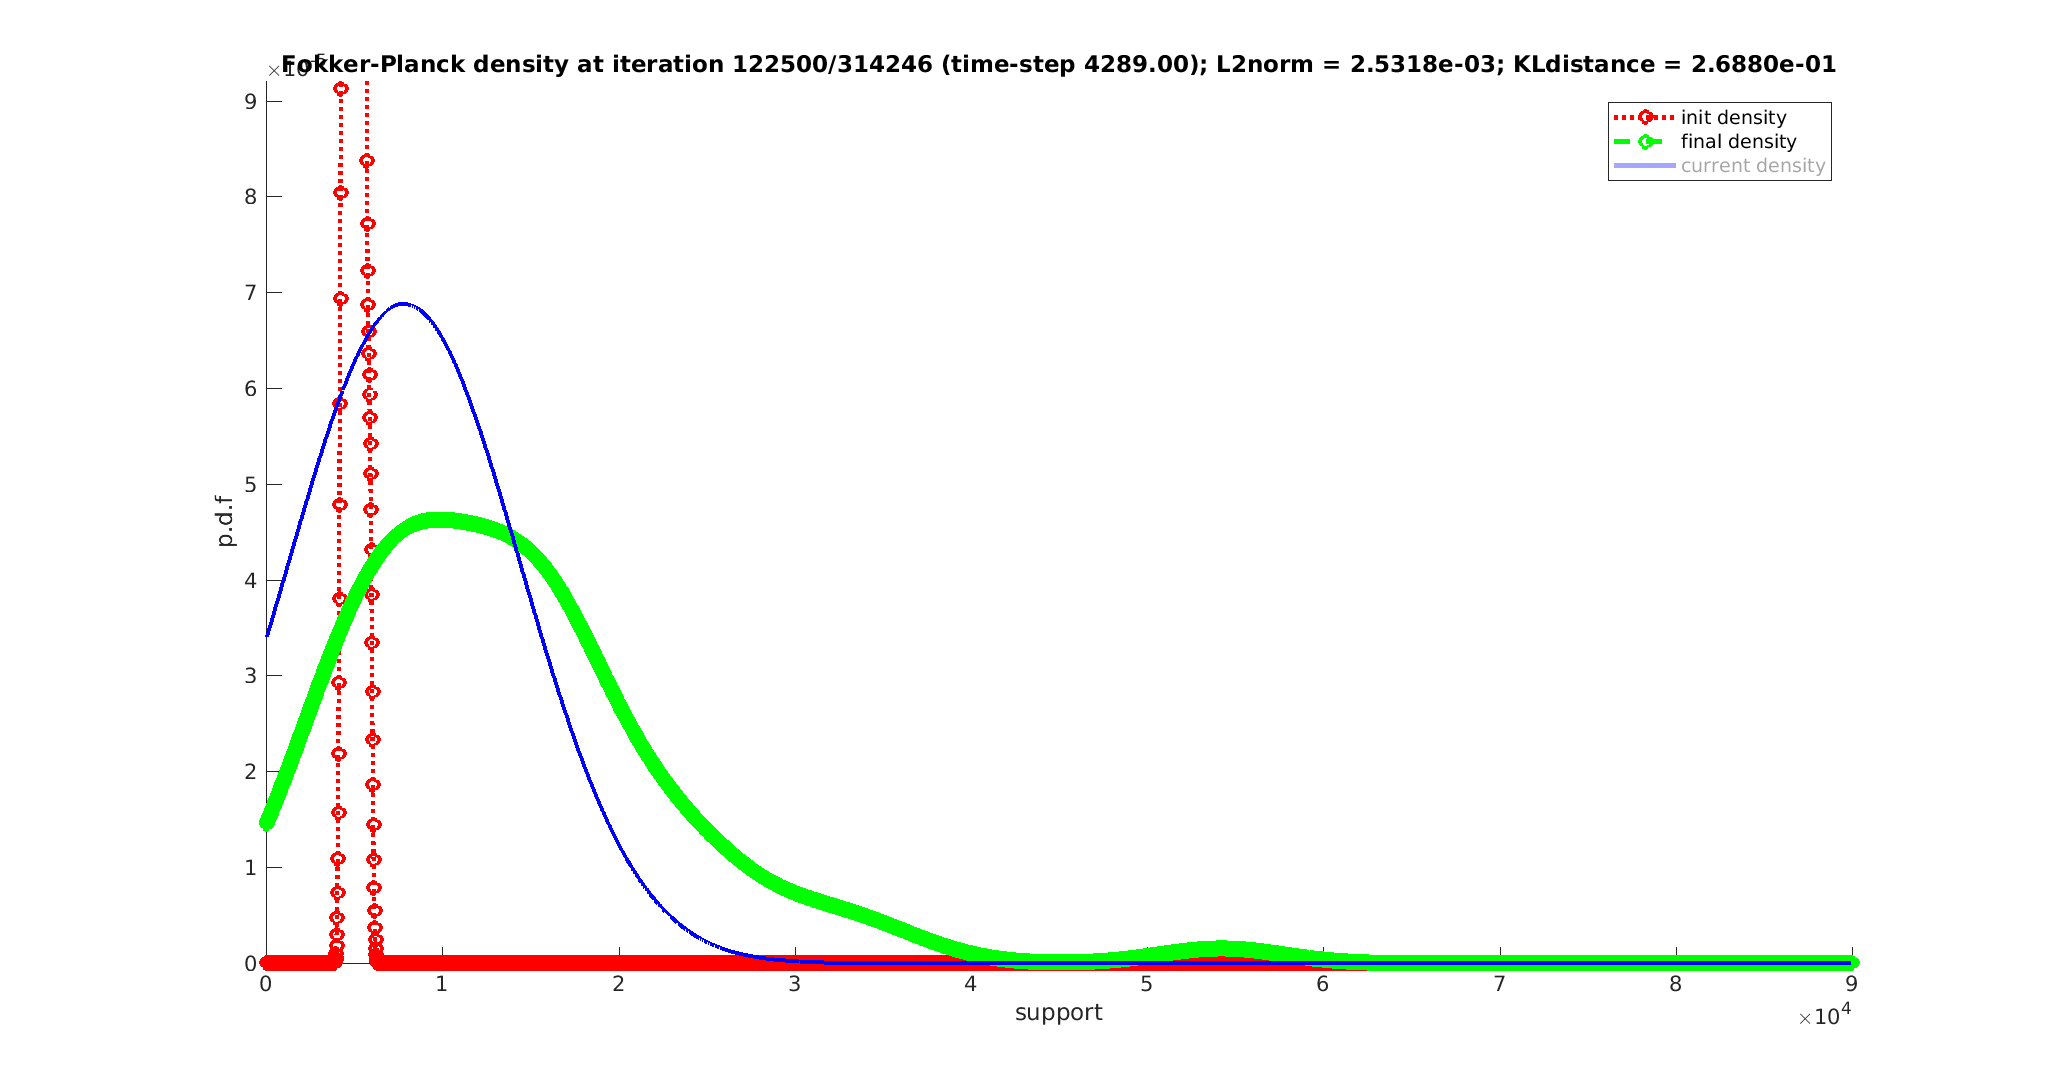 Fokker-Planck density at iteration 122500/314246 (time-step 4289.00); L2norm = 2.5318e-03; KLdistance = 2.6880e-01
init density
final density
current density
9
8
7
6
5
4
3
2
1
0
p.d.f
0 1 2 3 4 5 6 7 8 9
support
×10⁴